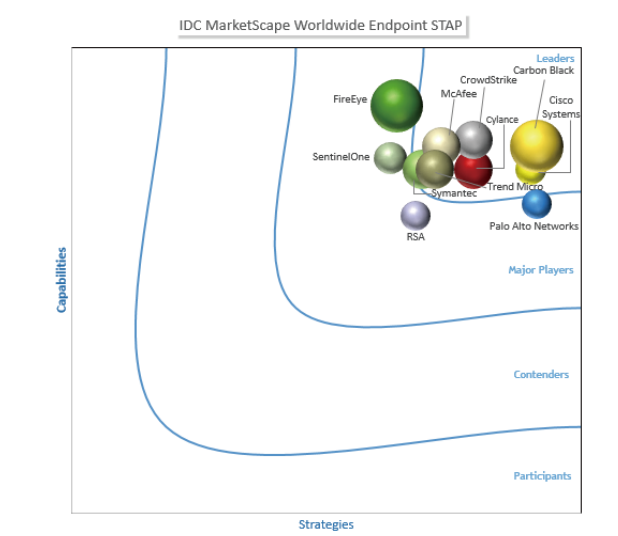 IDC MarketScape Worldwide Endpoint STAP
Leaders
Carbon Black
CrowdStrike
McAfee
FireEye
Cisco
Systems
Cylance
SentinelOne
Trend Micro
Symantec
Palo Alto Networks
RSA
Major Players
Capabilities
Contenders
Participants
Strategies